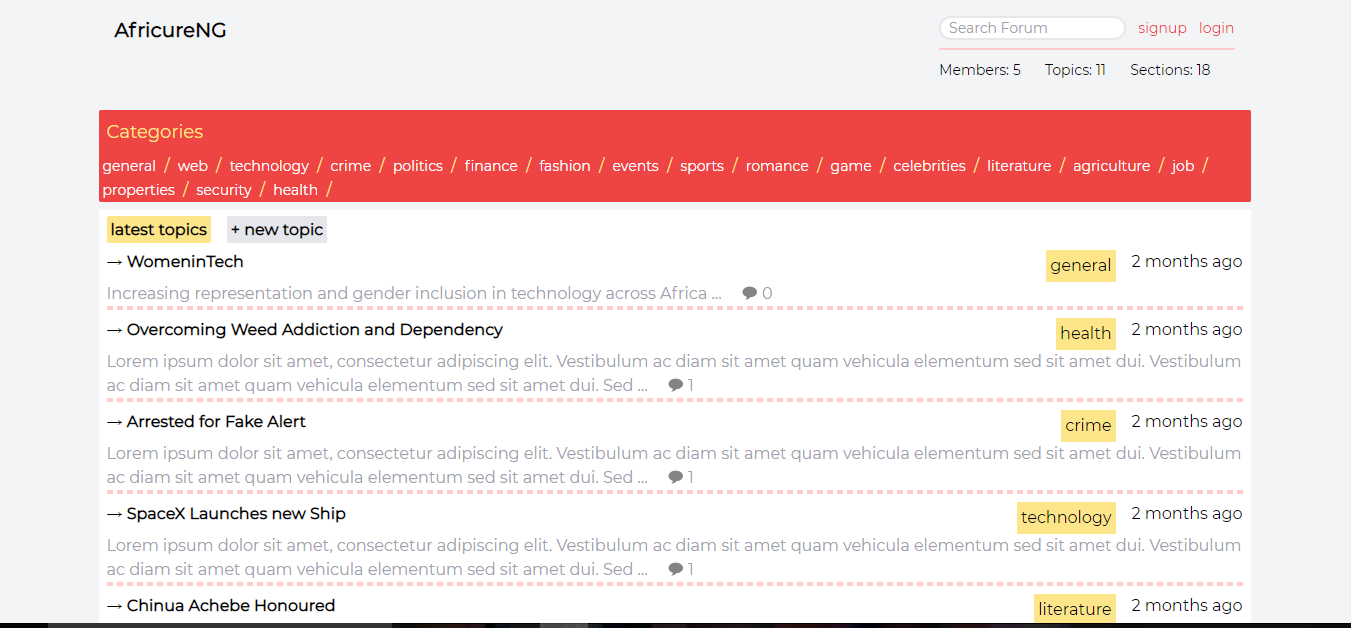 AfricureNG
Search Forum signup login
Members: 5 Topics: 11 Sections: 18
Categories
general / web / technology / crime / politics / finance / fashion / events / sports / romance / game / celebrities / literature / agriculture / job /
properties / security / health /
latest topics + new topic
→ WomeninTech general 2 months ago
Increasing representation and gender inclusion in technology across Africa ... 0
→ Overcoming Weed Addiction and Dependency health 2 months ago
Lorem ipsum dolor sit amet, consectetur adipiscing elit. Vestibulum ac diam sit amet quam vehicula elementum sed sit amet dui. Vestibulum
ac diam sit amet quam vehicula elementum sed sit amet dui. Sed ... 1
→ Arrested for Fake Alert crime 2 months ago
Lorem ipsum dolor sit amet, consectetur adipiscing elit. Vestibulum ac diam sit amet quam vehicula elementum sed sit amet dui. Vestibulum
ac diam sit amet quam vehicula elementum sed sit amet dui. Sed ... 1
→ SpaceX Launches new Ship technology 2 months ago
Lorem ipsum dolor sit amet, consectetur adipiscing elit. Vestibulum ac diam sit amet quam vehicula elementum sed sit amet dui. Vestibulum
ac diam sit amet quam vehicula elementum sed sit amet dui. Sed ... 1
→ Chinua Achebe Honoured literature 2 months ago